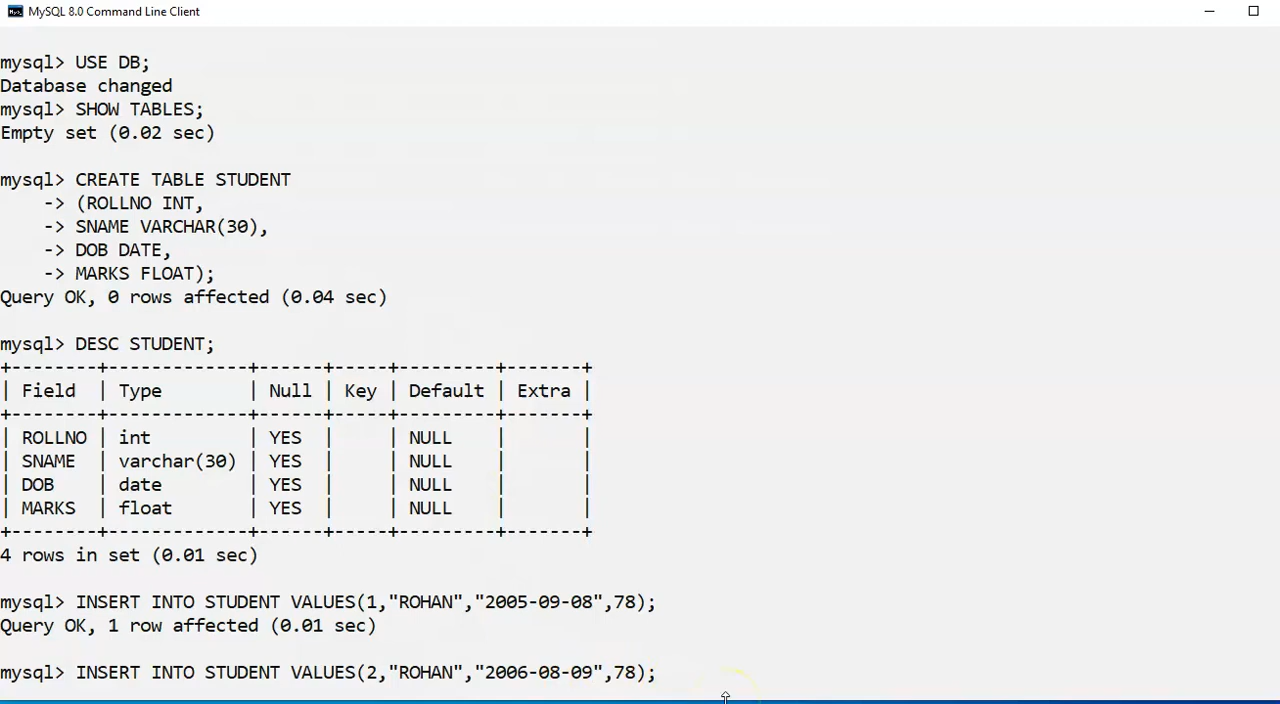 MySQL 8.0 Command Line Client
mysql> USE DB;
Database changed
mysql> SHOW TABLES;
Empty set (0.02 sec)
mysql> CREATE TABLE STUDENT
    -> (ROLLNO INT,
    -> SNAME VARCHAR(30),
    -> DOB DATE,
    -> MARKS FLOAT);
Query OK, 0 rows affected (0.04 sec)
mysql> DESC STUDENT;
+--------+-------------+------+-----+---------+-------+
| Field  | Type        | Null | Key | Default | Extra |
+--------+-------------+------+-----+---------+-------+
| ROLLNO | int         | YES  |     | NULL    |       |
| SNAME  | varchar(30) | YES  |     | NULL    |       |
| DOB    | date        | YES  |     | NULL    |       |
| MARKS  | float       | YES  |     | NULL    |       |
+--------+-------------+------+-----+---------+-------+
4 rows in set (0.01 sec)
mysql> INSERT INTO STUDENT VALUES(1,"ROHAN","2005-09-08",78);
Query OK, 1 row affected (0.01 sec)
mysql> INSERT INTO STUDENT VALUES(2,"ROHAN","2006-08-09",78);